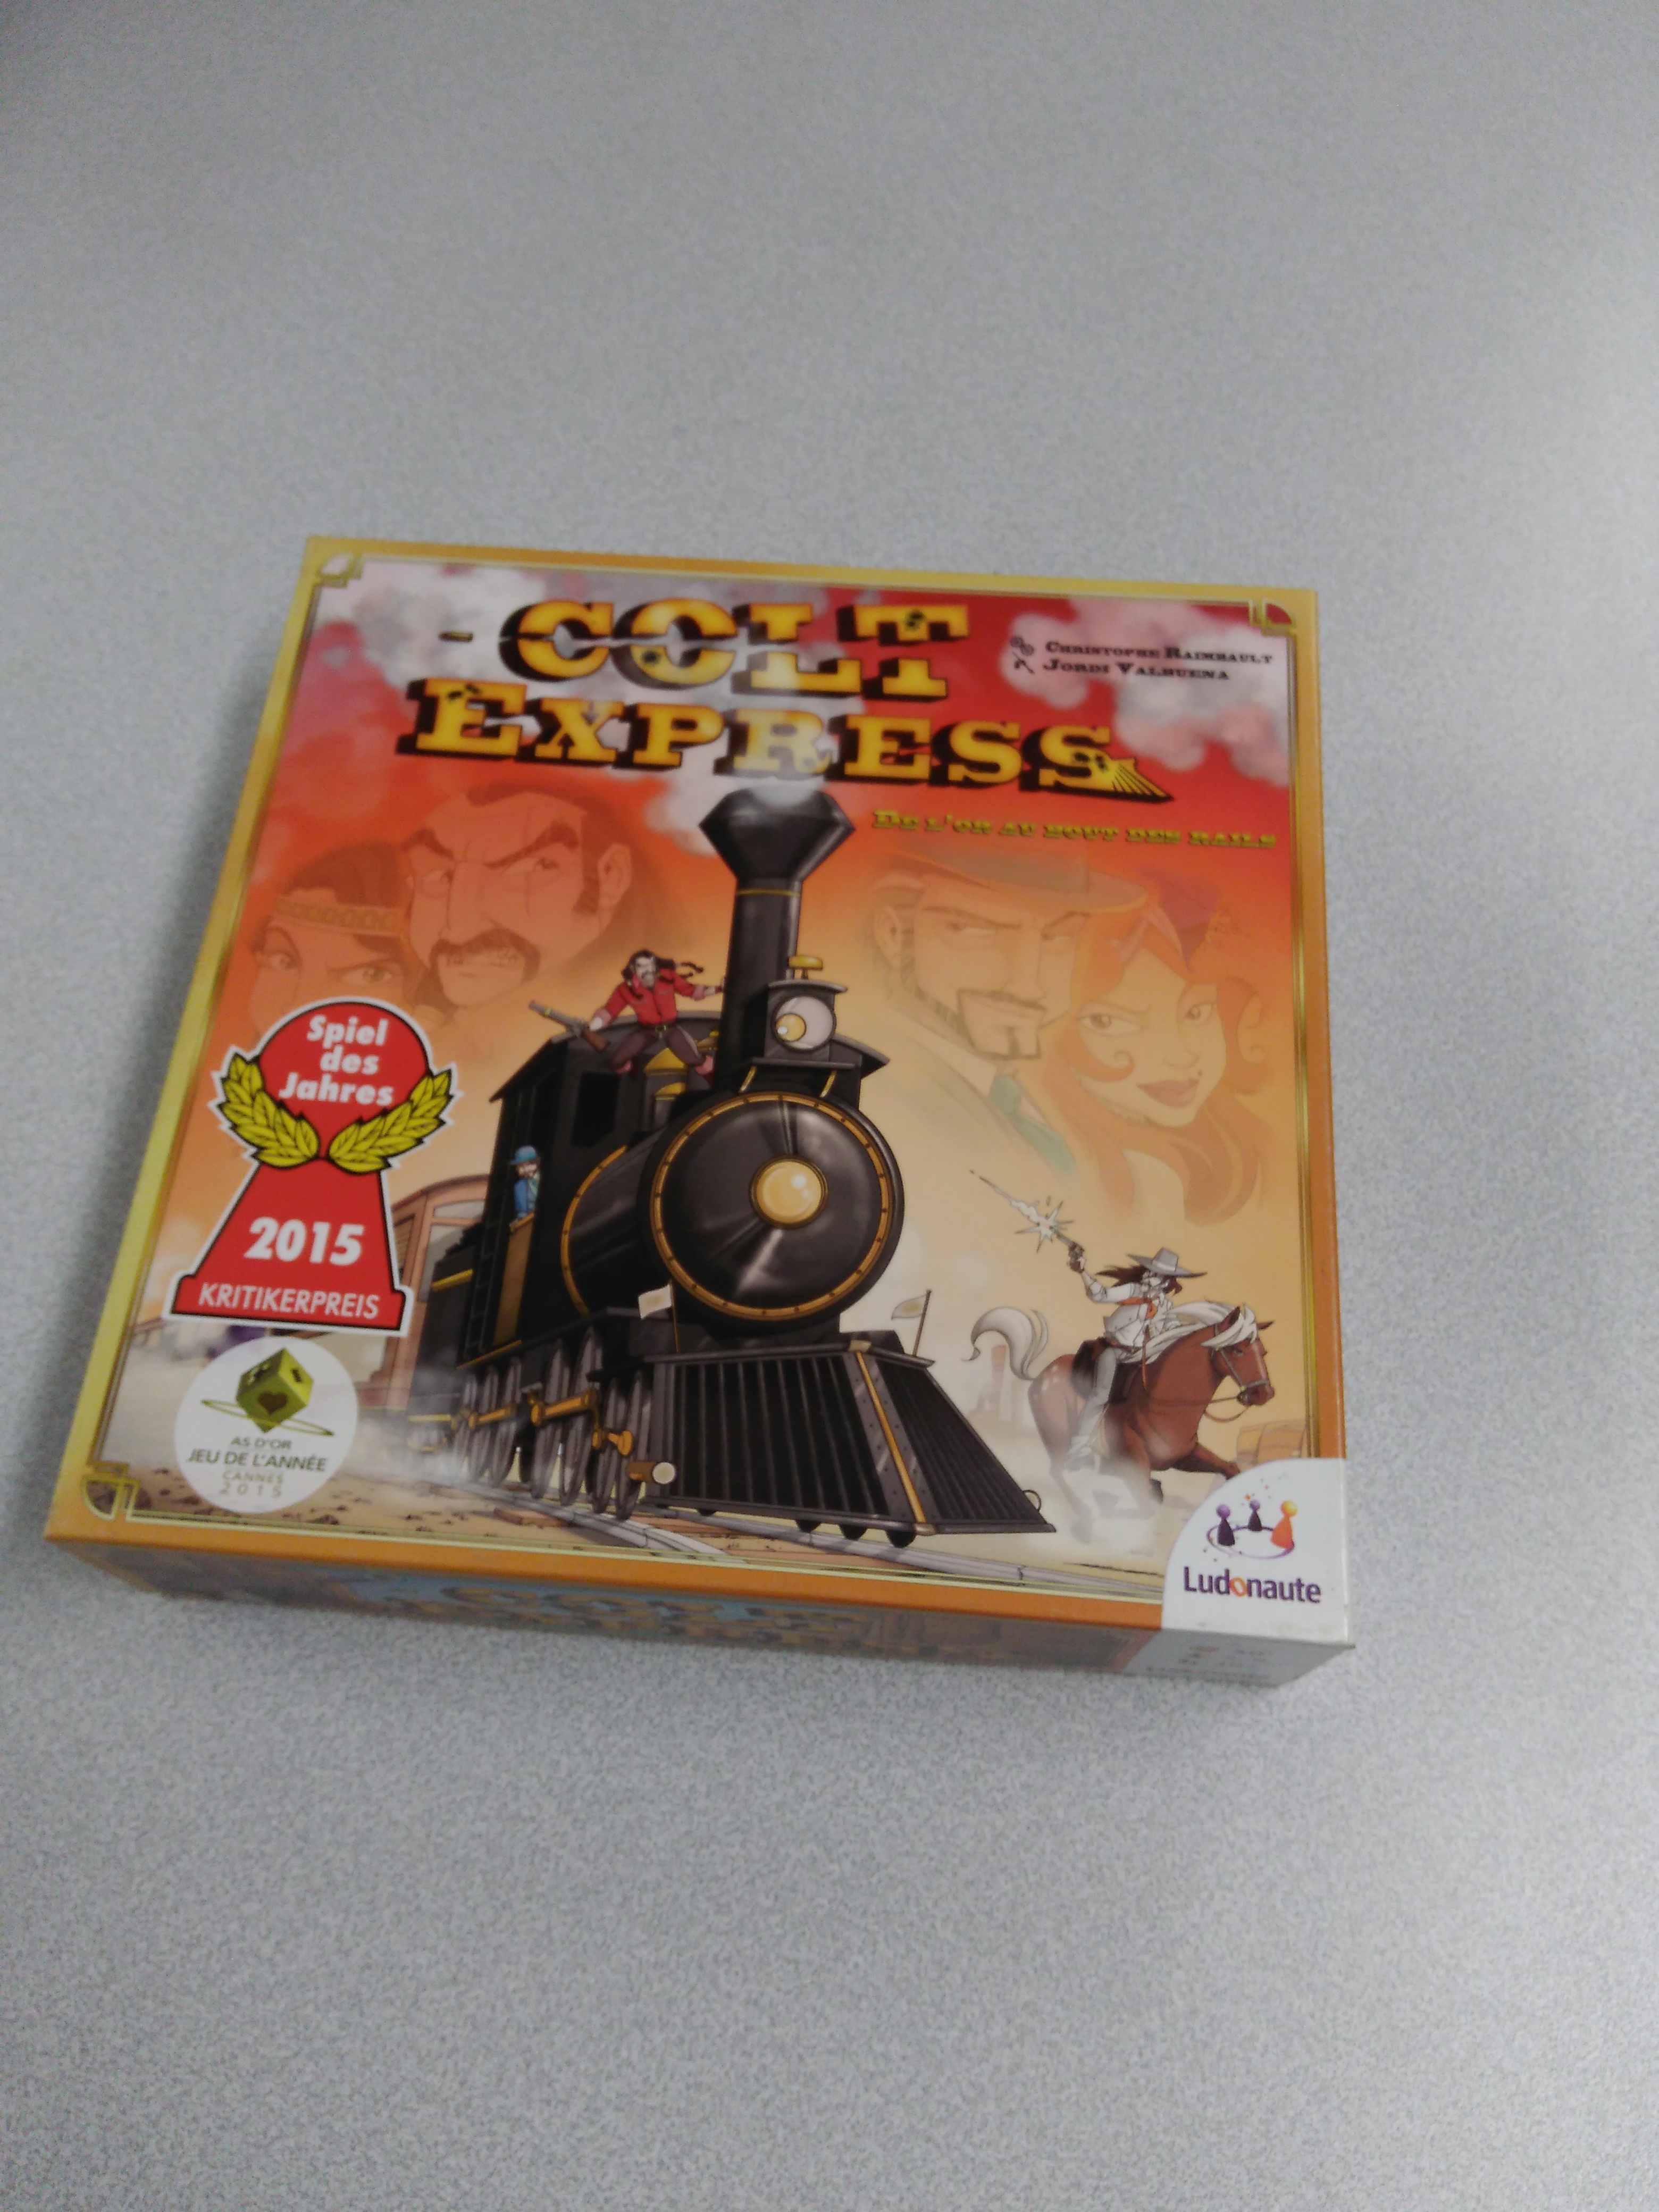 COLT
EXPRESS
CHRISTOPHE RAIMBAULT
JORDI VALBUENA
DE L'OR AU BOUT DES RAILS
Spiel
des
Jahres
2015
KRITIKERPREIS
AS D'OR
JEU DE L'ANNÉE
CANNES
2015
Ludonaute